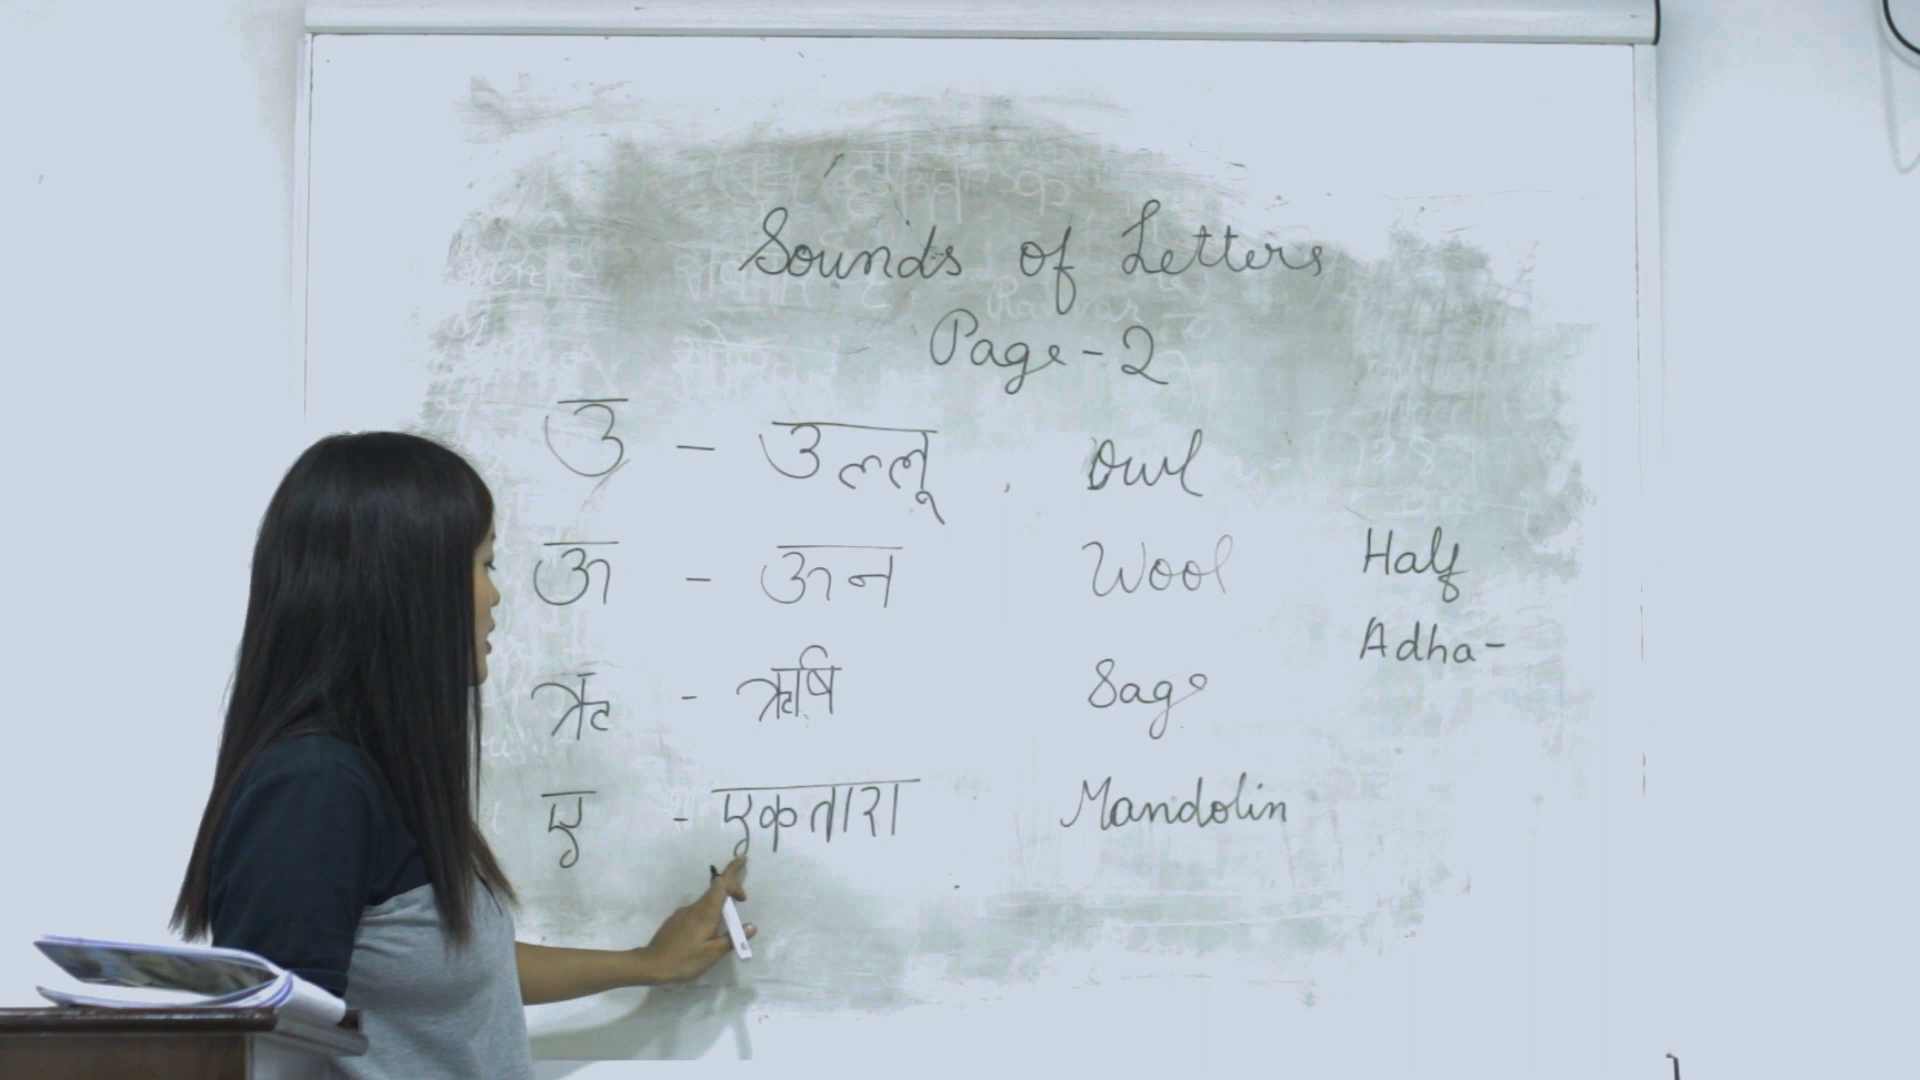 Sounds of Letters
Page-2
उ - उल्लू . Owl
ऊ - ऊन Wool
Half
Adha-
ऋ - ऋषि Sage
ए - एकतारा Mandolin